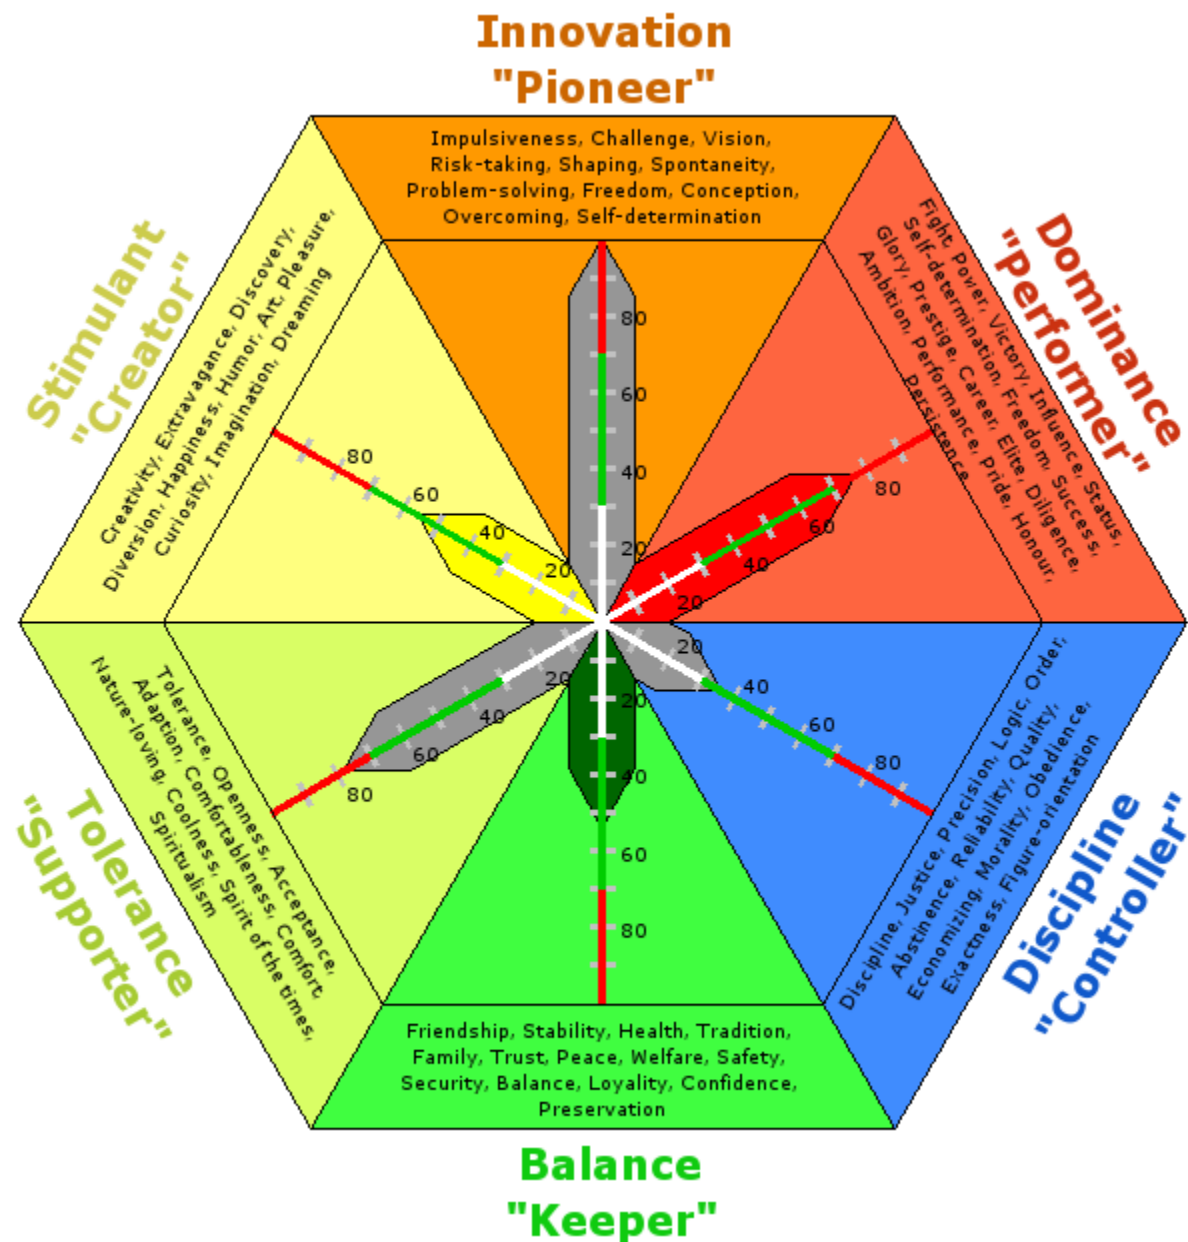 Innovation
"Pioneer"
Impulsiveness, Challenge, Vision,
Risk-taking, Shaping, Spontaneity,
Problem-solving, Freedom, Conception,
Overcoming, Self-determination
Dominance
"Performer"
Fight, Power, Victory, Influence, Status,
Self-determination, Freedom, Success,
Glory, Prestige, Career, Elite, Diligence,
Ambition, Performance, Pride, Honour,
Persistence
Discipline
"Controller"
Discipline, Justice, Precision, Logic, Order,
Abstinence, Reliability, Quality,
Economizing, Morality, Obedience,
Exactness, Figure-orientation
Balance
"Keeper"
Friendship, Stability, Health, Tradition,
Family, Trust, Peace, Welfare, Safety,
Security, Balance, Loyality, Confidence,
Preservation
Tolerance
"Supporter"
Tolerance, Openness, Acceptance,
Adaption, Comfortableness, Comfort,
Nature-loving, Coolness, Spirit of the times,
Spiritualism
Stimulant
"Creator"
Creativity, Extravagance, Discovery,
Diversion, Happiness, Humor, Art, Pleasure,
Curiosity, Imagination, Dreaming
80
60
40
20
80
60
40
20
20
40
60
80
20
40
60
80
20
40
60
80
80
60
40
20